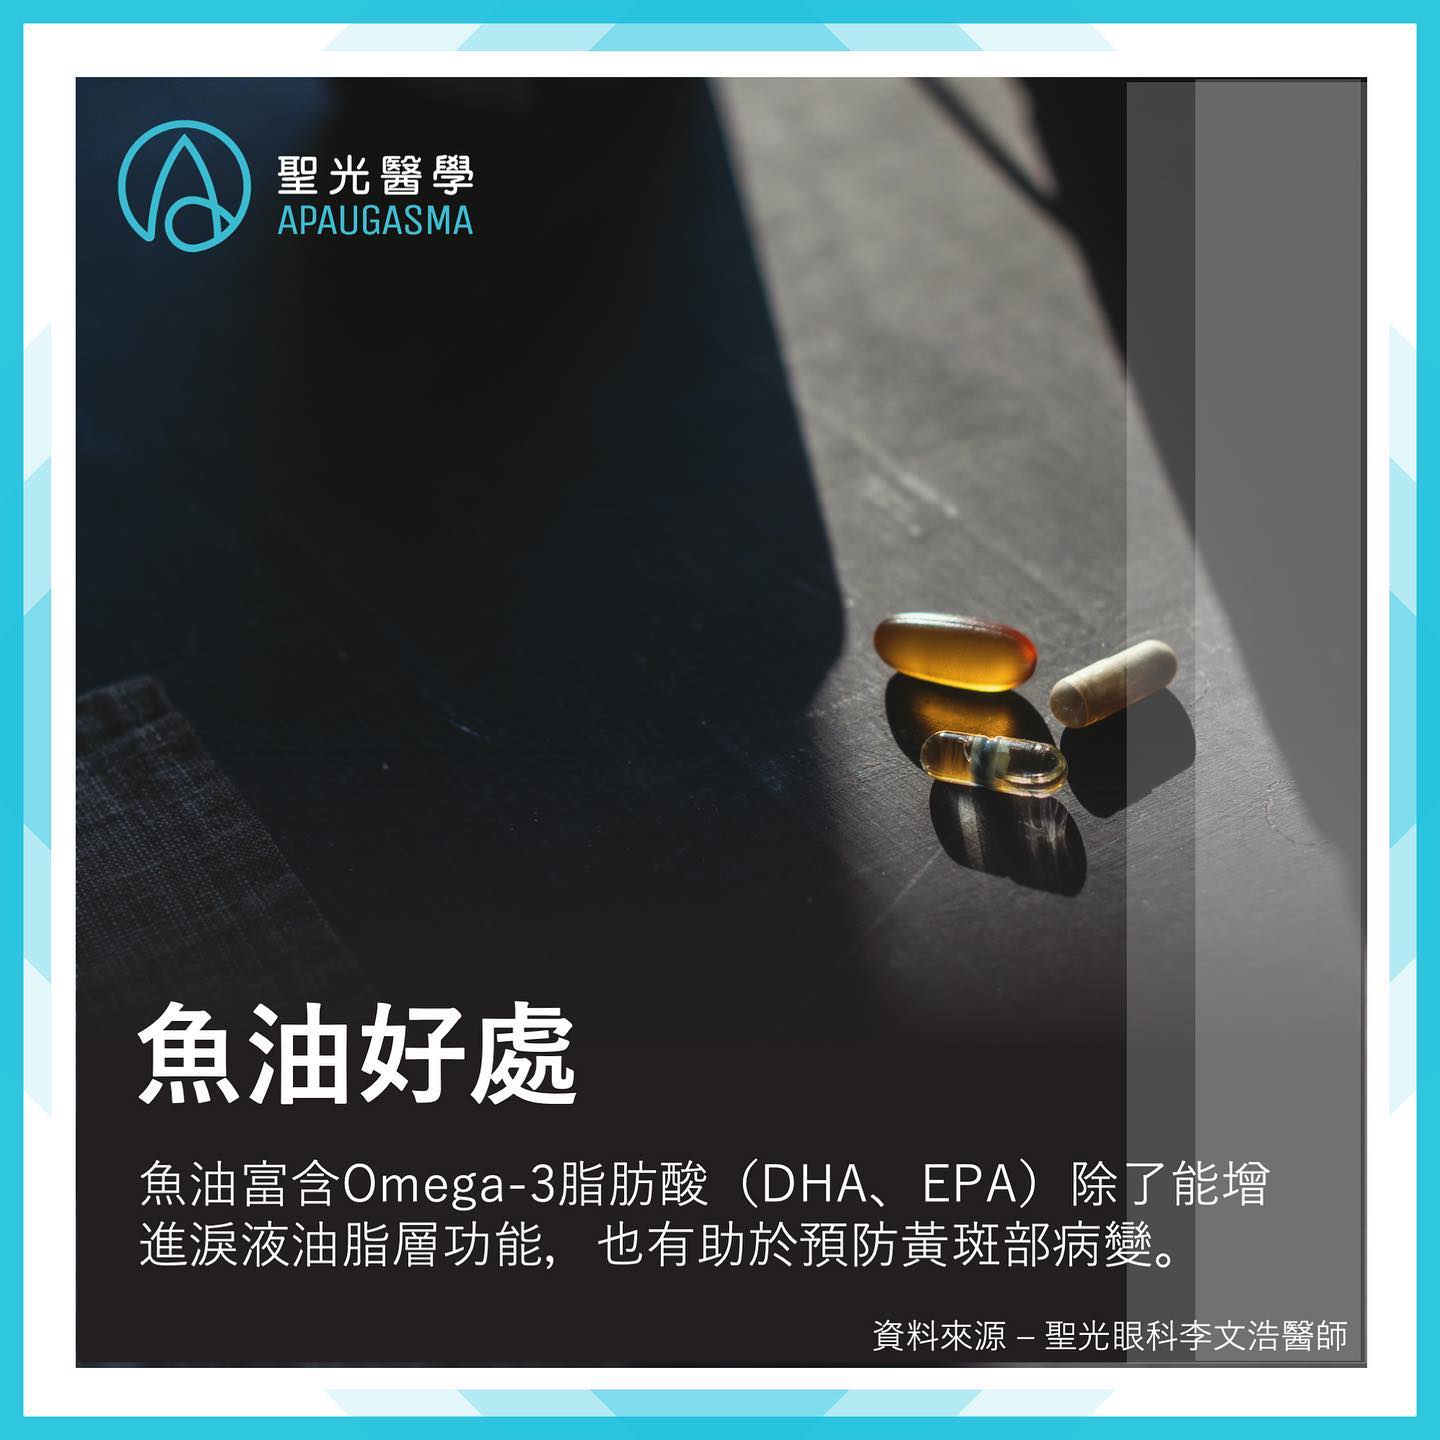 聖光醫學
APAUGASMA
魚油好處
魚油富含Omega-3脂肪酸（DHA、EPA）除了能增
進淚液油脂層功能，也有助於預防黃斑部病變。
資料來源 – 聖光眼科李文浩醫師